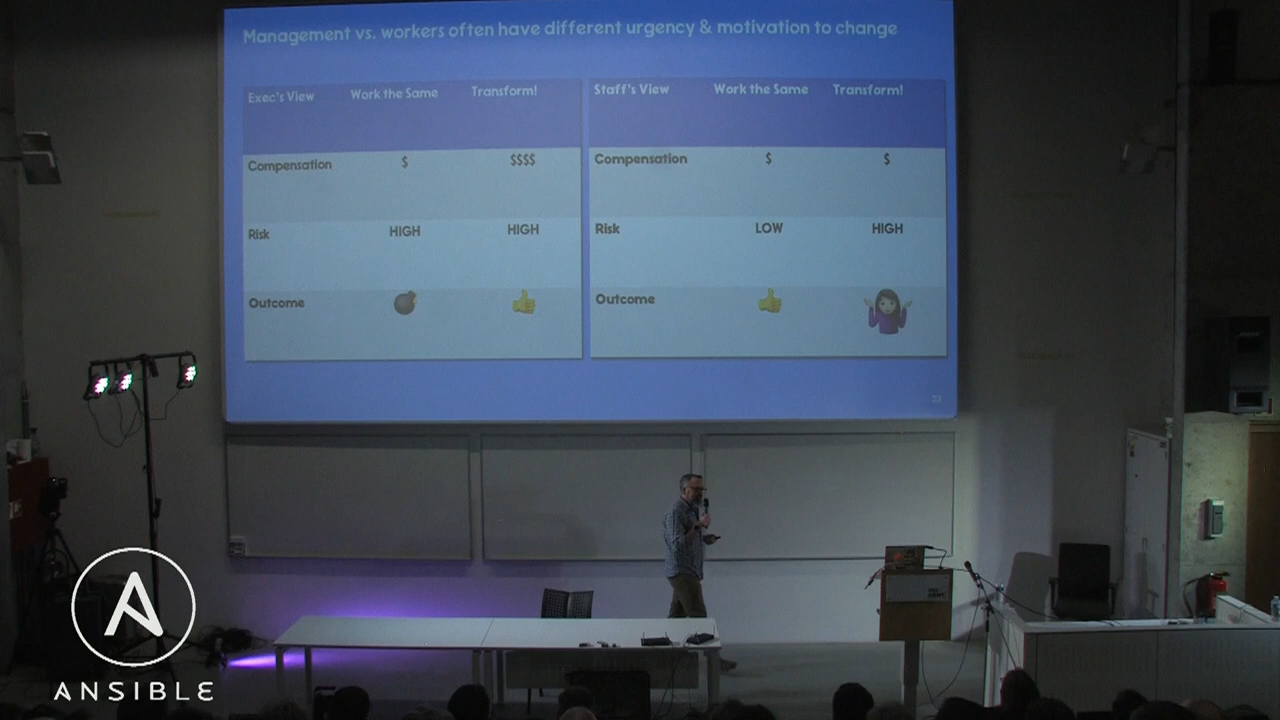 Management vs. workers often have different urgency & motivation to change
Exec's View Work the Same Transform!
Compensation $ $$$$
Risk HIGH HIGH
Outcome
Staff's View Work the Same Transform!
Compensation $ $
Risk LOW HIGH
Outcome
ANSIBLE